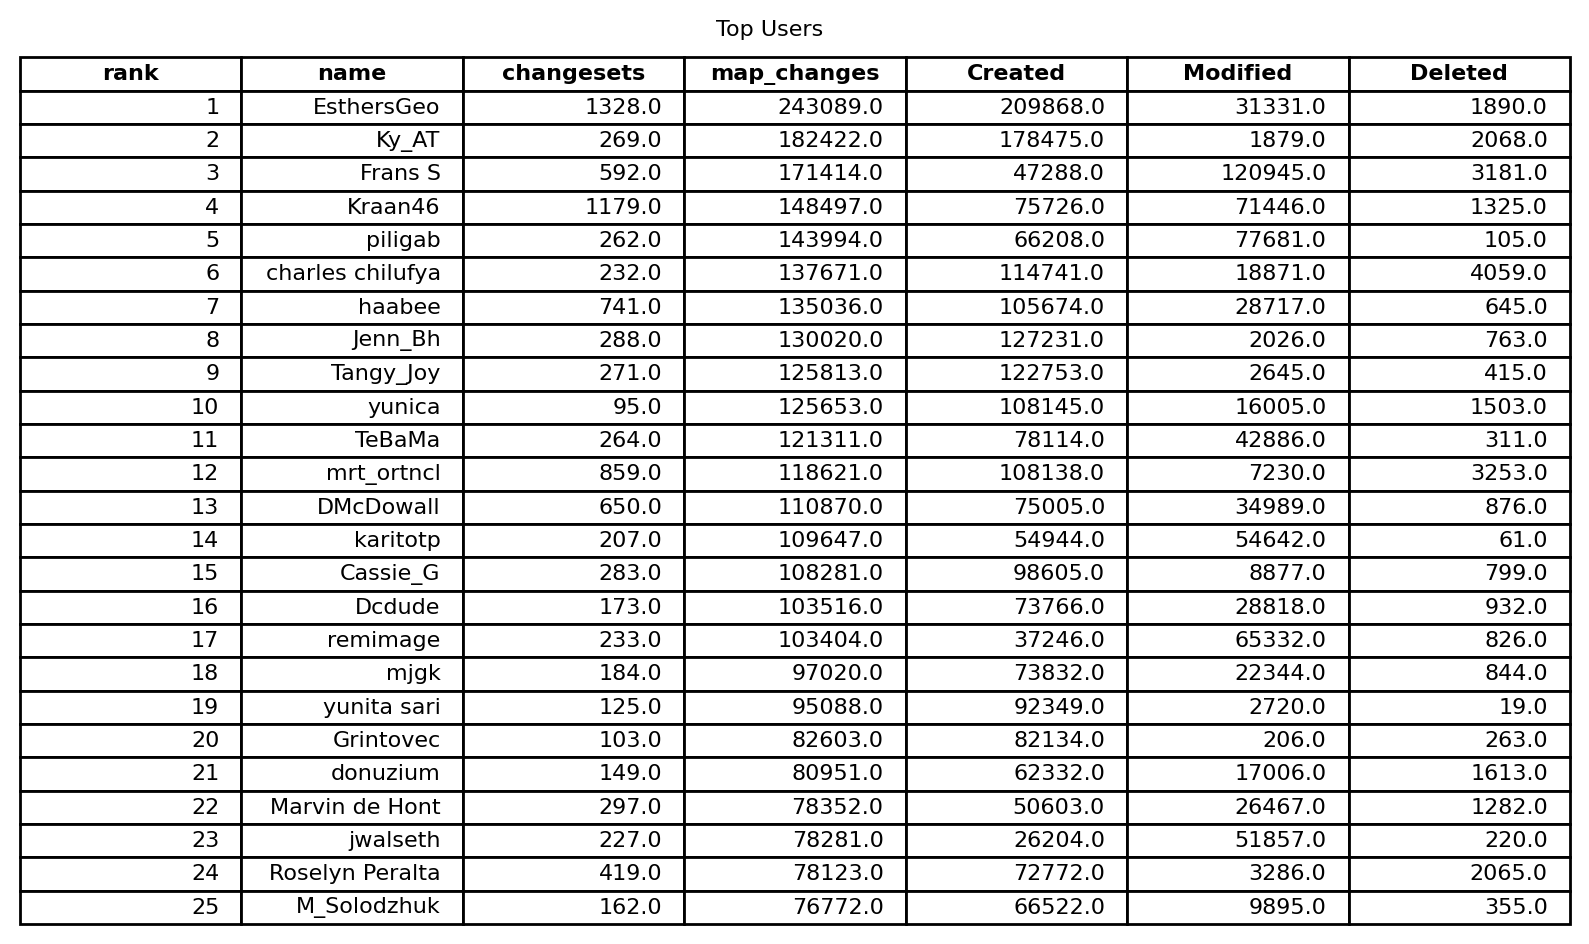 Top Users
rank name changesets map_changes Created Modified Deleted
1 EsthersGeo 1328.0 243089.0 209868.0 31331.0 1890.0
2 Ky_AT 269.0 182422.0 178475.0 1879.0 2068.0
3 Frans S 592.0 171414.0 47288.0 120945.0 3181.0
4 Kraan46 1179.0 148497.0 75726.0 71446.0 1325.0
5 piligab 262.0 143994.0 66208.0 77681.0 105.0
6 charles chilufya 232.0 137671.0 114741.0 18871.0 4059.0
7 haabee 741.0 135036.0 105674.0 28717.0 645.0
8 Jenn_Bh 288.0 130020.0 127231.0 2026.0 763.0
9 Tangy_Joy 271.0 125813.0 122753.0 2645.0 415.0
10 yunica 95.0 125653.0 108145.0 16005.0 1503.0
11 TeBaMa 264.0 121311.0 78114.0 42886.0 311.0
12 mrt_ortncl 859.0 118621.0 108138.0 7230.0 3253.0
13 DMcDowall 650.0 110870.0 75005.0 34989.0 876.0
14 karitotp 207.0 109647.0 54944.0 54642.0 61.0
15 Cassie_G 283.0 108281.0 98605.0 8877.0 799.0
16 Dcdude 173.0 103516.0 73766.0 28818.0 932.0
17 remimage 233.0 103404.0 37246.0 65332.0 826.0
18 mjgk 184.0 97020.0 73832.0 22344.0 844.0
19 yunita sari 125.0 95088.0 92349.0 2720.0 19.0
20 Grintovec 103.0 82603.0 82134.0 206.0 263.0
21 donuzium 149.0 80951.0 62332.0 17006.0 1613.0
22 Marvin de Hont 297.0 78352.0 50603.0 26467.0 1282.0
23 jwalseth 227.0 78281.0 26204.0 51857.0 220.0
24 Roselyn Peralta 419.0 78123.0 72772.0 3286.0 2065.0
25 M_Solodzhuk 162.0 76772.0 66522.0 9895.0 355.0